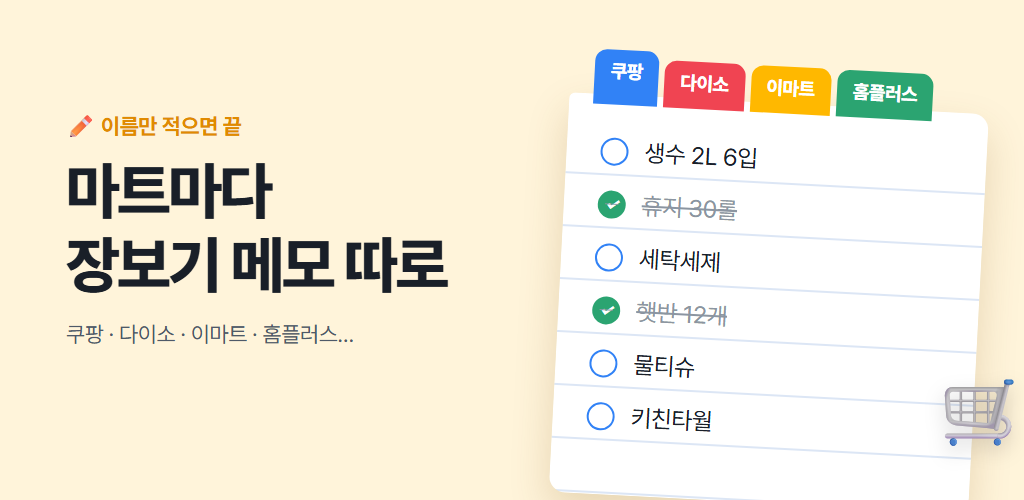 이름만 적으면 끝
마트마다
장보기 메모 따로
쿠팡 · 다이소 · 이마트 · 홈플러스...
쿠팡
다이소
이마트
홈플러스
생수 2L 6입
휴지 30롤
세탁세제
햇반 12개
물티슈
키친타월